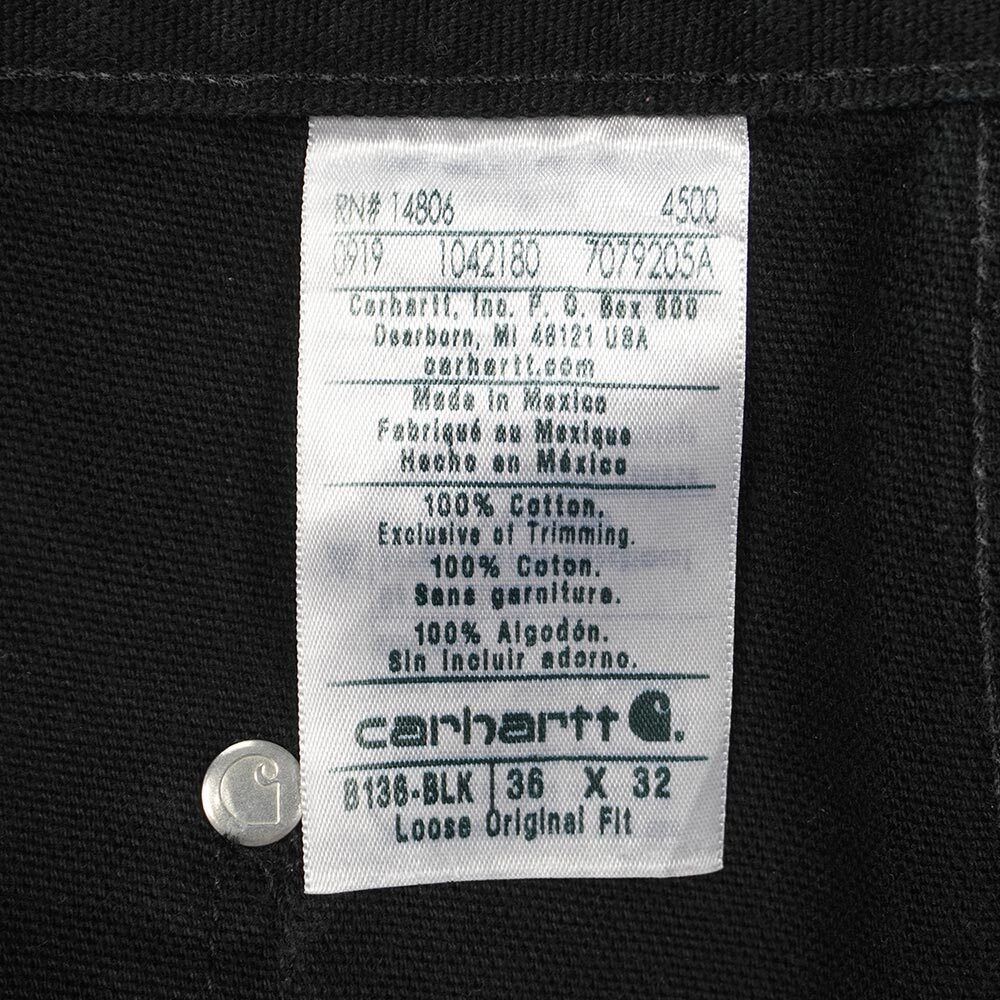 RN# 14806 4500
0919 1042180 7079205A
Carhartt, Inc. P. O. Box 600
Dearborn, MI 48121 USA
carhartt.com
Made in Mexico
Fabriqué au Mexique
Hecho en México
100% Cotton.
Exclusive of Trimming.
100% Coton.
Sans garniture.
100% Algodón.
Sin incluir adorno.
carhartt
B136-BLK 36 X 32
Loose Original Fit